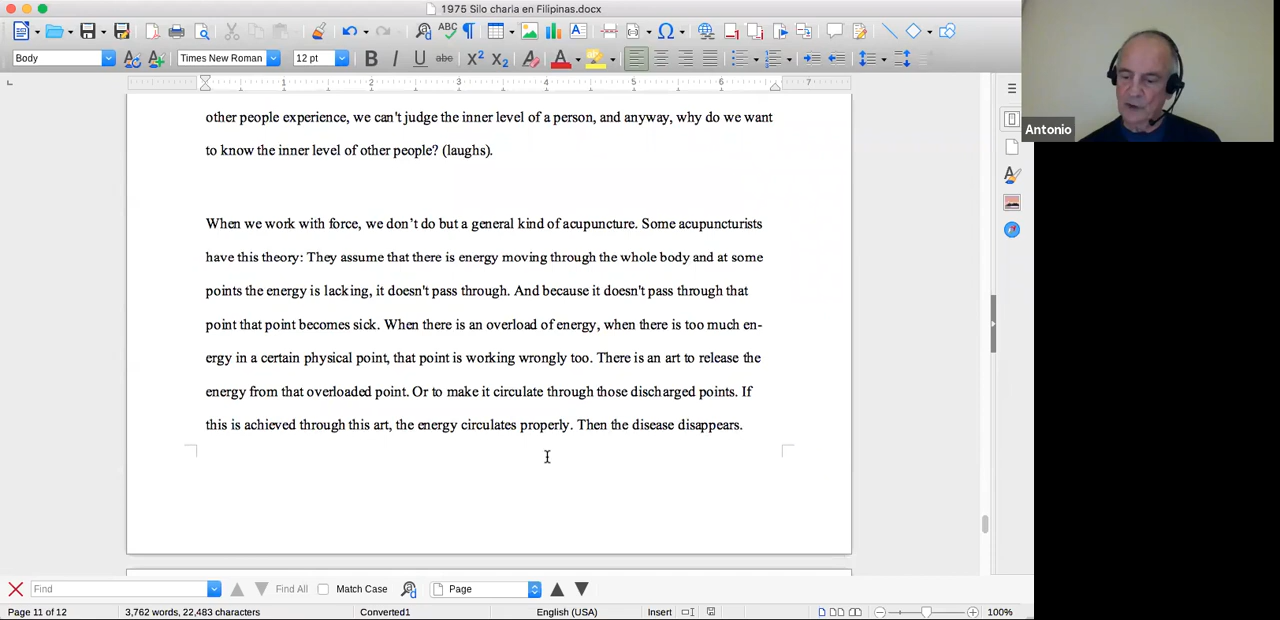 1975 Silo charia en Filipinas.docx
Body
Times New Roman
12 pt
1 2 3 4 5 6 7
other people experience, we can't judge the inner level of a person, and anyway, why do we want
to know the inner level of other people? (laughs).
When we work with force, we don’t do but a general kind of acupuncture. Some acupuncturists
have this theory: They assume that there is energy moving through the whole body and at some
points the energy is lacking, it doesn't pass through. And because it doesn't pass through that
point that point becomes sick. When there is an overload of energy, when there is too much en-
ergy in a certain physical point, that point is working wrongly too. There is an art to release the
energy from that overloaded point. Or to make it circulate through those discharged points. If
this is achieved through this art, the energy circulates properly. Then the disease disappears.
Antonio
Find
Find All
Match Case
Page
Page 11 of 12
3,762 words, 22,483 characters
Converted1
English (USA)
Insert
100%